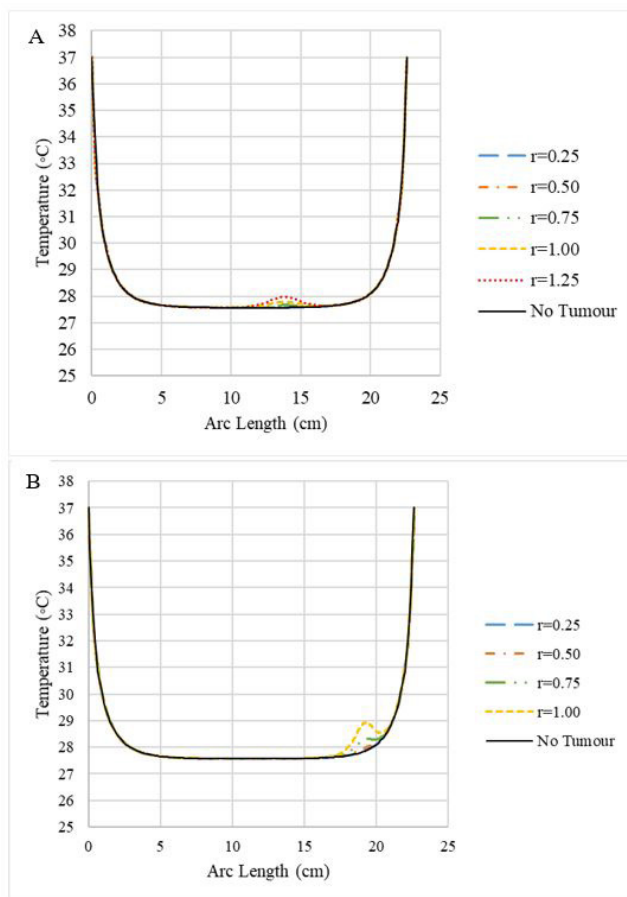 A
38
37
36
35
34
33
32
31
30
29
28
27
26
25
Temperature (∘C)
0 5 10 15 20 25
Arc Length (cm)
r=0.25
r=0.50
r=0.75
r=1.00
r=1.25
No Tumour
B
38
37
36
35
34
33
32
31
30
29
28
27
26
25
Temperature (∘C)
0 5 10 15 20 25
Arc Length (cm)
r=0.25
r=0.50
r=0.75
r=1.00
No Tumour